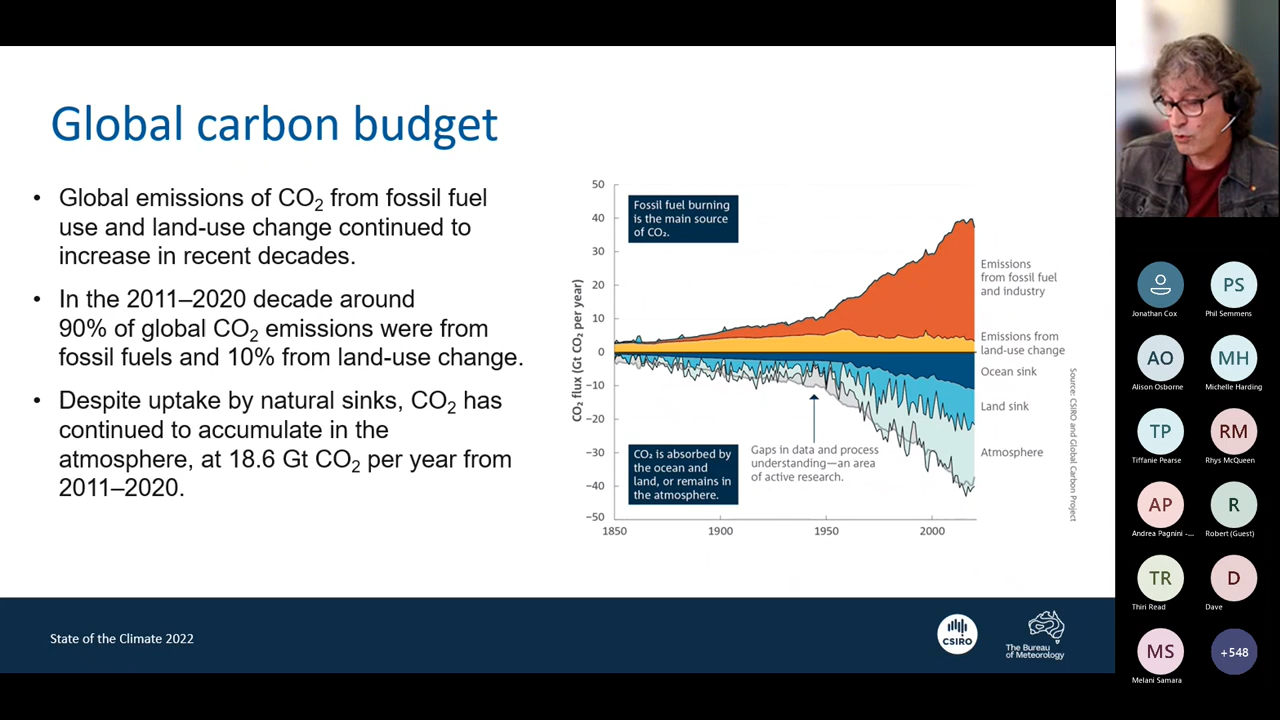 Global carbon budget
• Global emissions of CO₂ from fossil fuel
use and land-use change continued to
increase in recent decades.
• In the 2011–2020 decade around
90% of global CO₂ emissions were from
fossil fuels and 10% from land-use change.
• Despite uptake by natural sinks, CO₂ has
continued to accumulate in the
atmosphere, at 18.6 Gt CO₂ per year from
2011–2020.
CO₂ flux (Gt CO₂ per year)
50
40
30
20
10
0
−10
−20
−30
−40
−50
1850
1900
1950
2000
Fossil fuel burning
is the main source
of CO₂.
CO₂ is absorbed by
the ocean and
land, or remains in
the atmosphere.
Gaps in data and process
understanding—an area
of active research.
Emissions
from fossil fuel
and industry
Emissions from
land-use change
Ocean sink
Land sink
Atmosphere
Source: CSIRO and Global Carbon Project
State of the Climate 2022
CSIRO
The Bureau
of Meteorology
Jonathan Cox
PS
Phil Semmens
AO
Alison Osborne
MH
Michelle Harding
TP
Tiffanie Pearse
RM
Rhys McQueen
AP
Andrea Pagnini -...
R
Robert (Guest)
TR
Thiri Read
D
Dave
MS
Melani Samara
+548